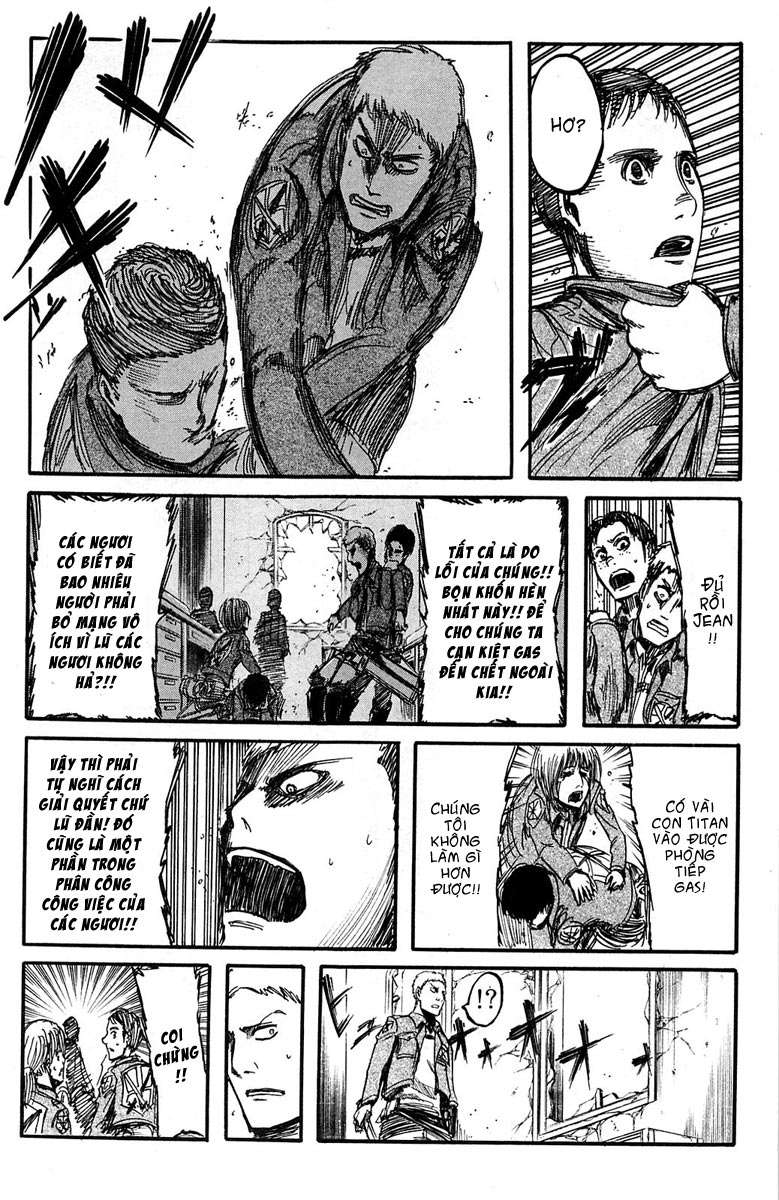 HƠ?
ĐỦ
RỒI
JEAN
!!
TẤT CẢ LÀ DO
LỖI CỦA CHÚNG!!
BỌN KHỐN HÈN
NHÁT NÀY!! ĐỂ
CHO CHÚNG TA
CẠN KIỆT GAS
ĐẾN CHẾT NGOÀI
KIA!!
CÁC NGƯƠI
CÓ BIẾT ĐÃ
BAO NHIÊU
NGƯỜI PHẢI
BỎ MẠNG VÔ
ÍCH VÌ LŨ CÁC
NGƯƠI KHÔNG
HẢ?!!
CÓ VÀI
CON TITAN
VÀO ĐƯỢC
PHÒNG
TIẾP
GAS!
CHÚNG
TÔI
KHÔNG
LÀM GÌ
HƠN
ĐƯỢC!!
VẬY THÌ PHẢI
TỰ NGHĨ CÁCH
GIẢI QUYẾT CHỨ
LŨ ĐẦN! ĐÓ
CŨNG LÀ MỘT
PHẦN TRONG
PHÂN CÔNG
CÔNG VIỆC CỦA
CÁC NGƯƠI!!
!?
COI
CHỪNG
!!